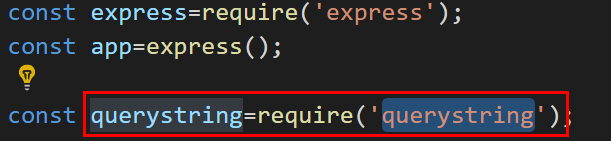 const express=require('express');
const app=express();
const querystring=require('querystring');